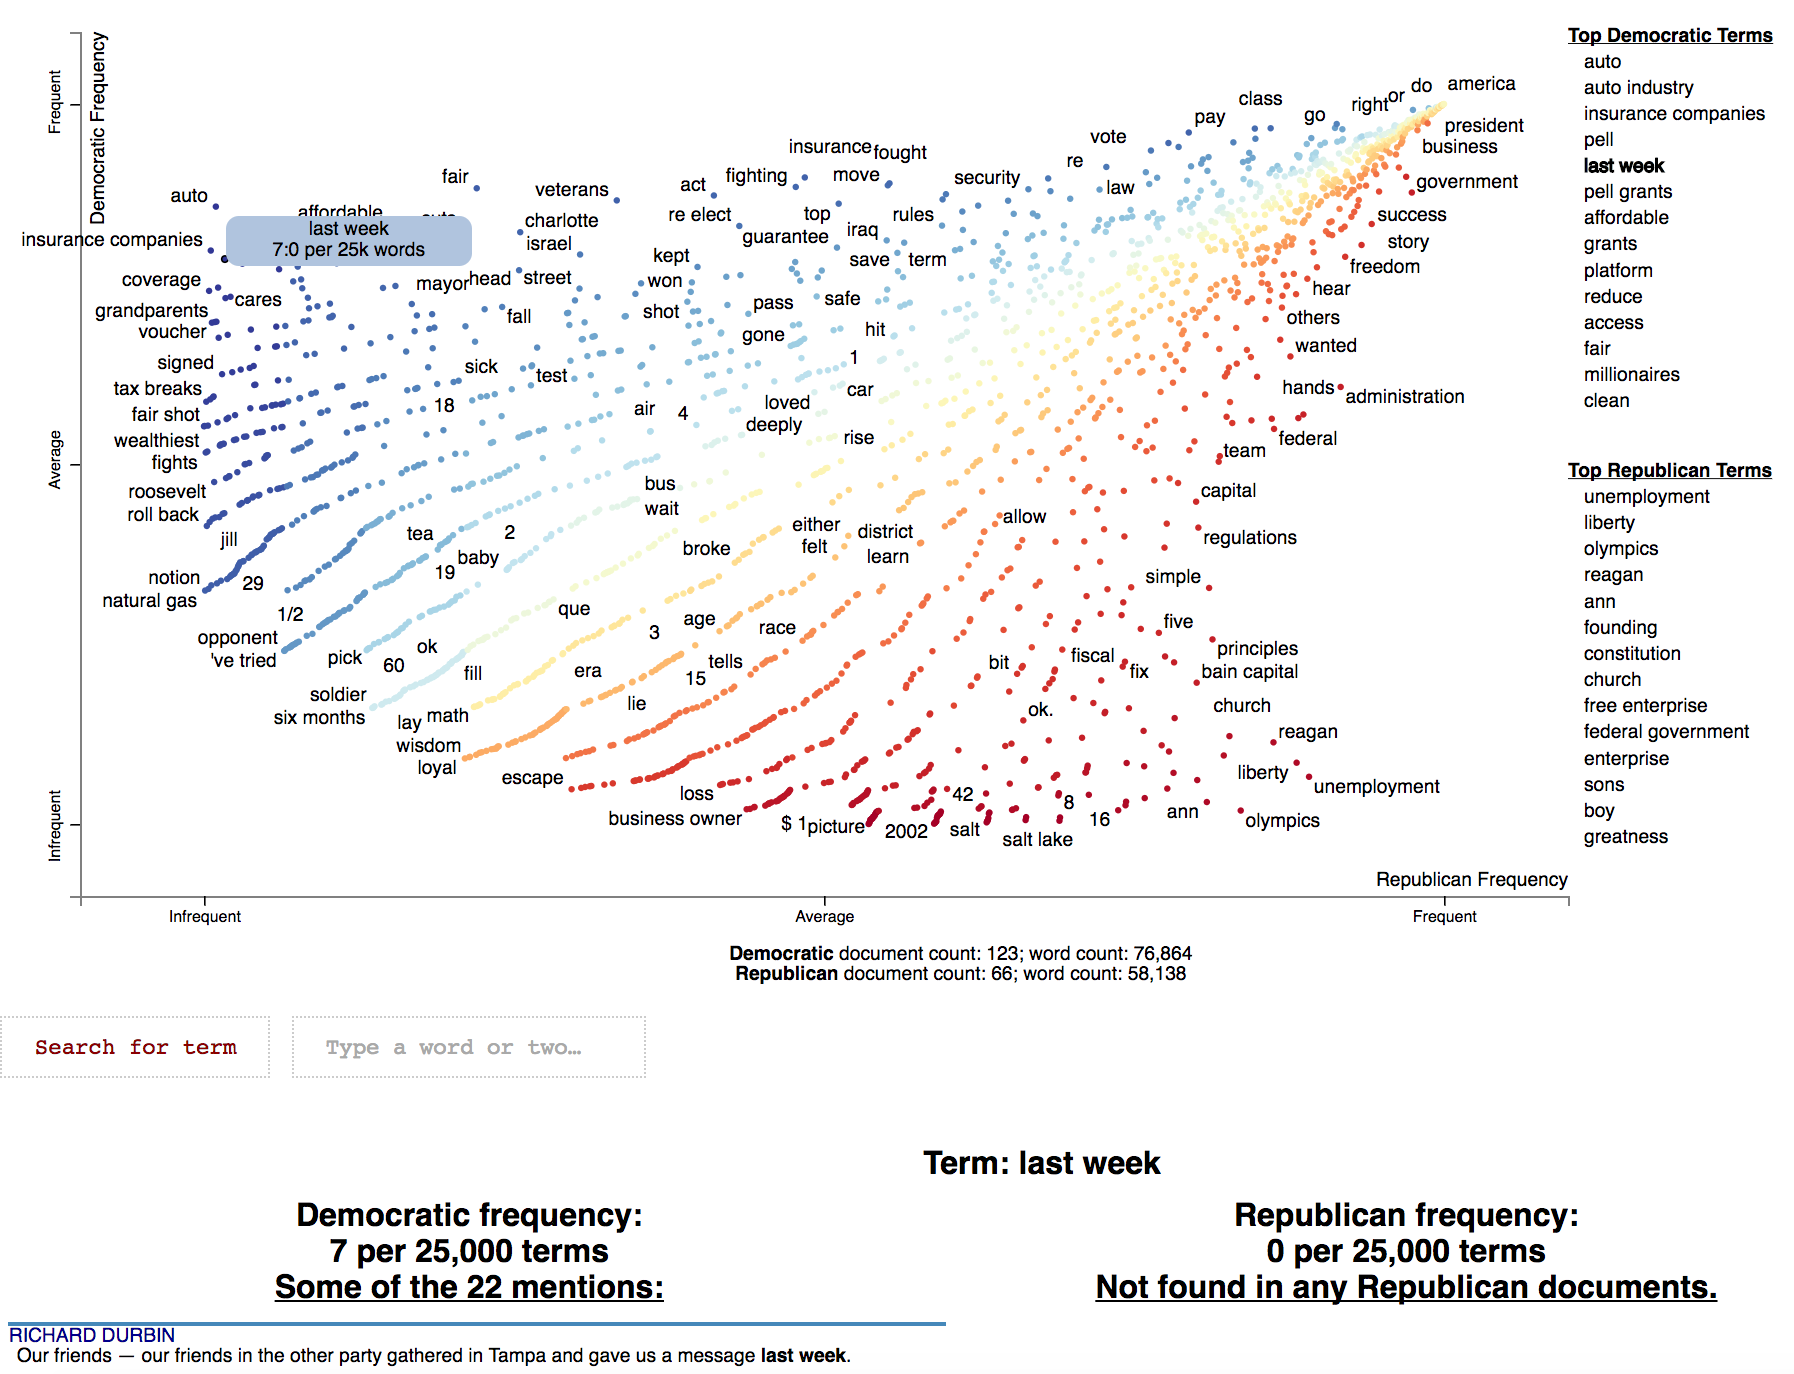 Top Democratic Terms
auto
auto industry
insurance companies
pell
last week
pell grants
affordable
grants
platform
reduce
access
fair
millionaires
clean
Top Republican Terms
unemployment
liberty
olympics
reagan
ann
founding
constitution
church
free enterprise
federal government
enterprise
sons
boy
greatness
Democratic Frequency
Frequent
Average
Infrequent
america
do
or
right
go
class
pay
vote
re
law
president
business
government
success
story
freedom
hear
others
wanted
hands
administration
federal
team
capital
regulations
simple
five
principles
bain capital
fiscal
fix
church
reagan
liberty
unemployment
olympics
ann
16
8
salt lake
salt
42
2002
picture
$ 1
business owner
loss
escape
ok.
bit
allow
insurance
fought
fighting
move
security
act
re elect
top
rules
guarantee
iraq
save
term
kept
won
shot
pass
safe
gone
hit
1
car
loved
deeply
rise
air
4
fair
veterans
charlotte
israel
auto
affordable
last week
7:0 per 25k words
insurance companies
coverage
cares
mayor
head
street
grandparents
voucher
fall
signed
sick
test
tax breaks
18
fair shot
wealthiest
fights
roosevelt
roll back
bus
wait
jill
tea
2
baby
19
broke
either
felt
district
learn
notion
natural gas
29
1/2
que
opponent
've tried
pick
60
ok
fill
3
age
race
era
tells
15
lie
soldier
six months
lay
math
wisdom
loyal
Republican Frequency
Infrequent
Average
Frequent
Democratic document count: 123; word count: 76,864
Republican document count: 66; word count: 58,138
Search for term
Type a word or two…
Term: last week
Democratic frequency:
7 per 25,000 terms
Some of the 22 mentions:
Republican frequency:
0 per 25,000 terms
Not found in any Republican documents.
RICHARD DURBIN
Our friends — our friends in the other party gathered in Tampa and gave us a message last week.